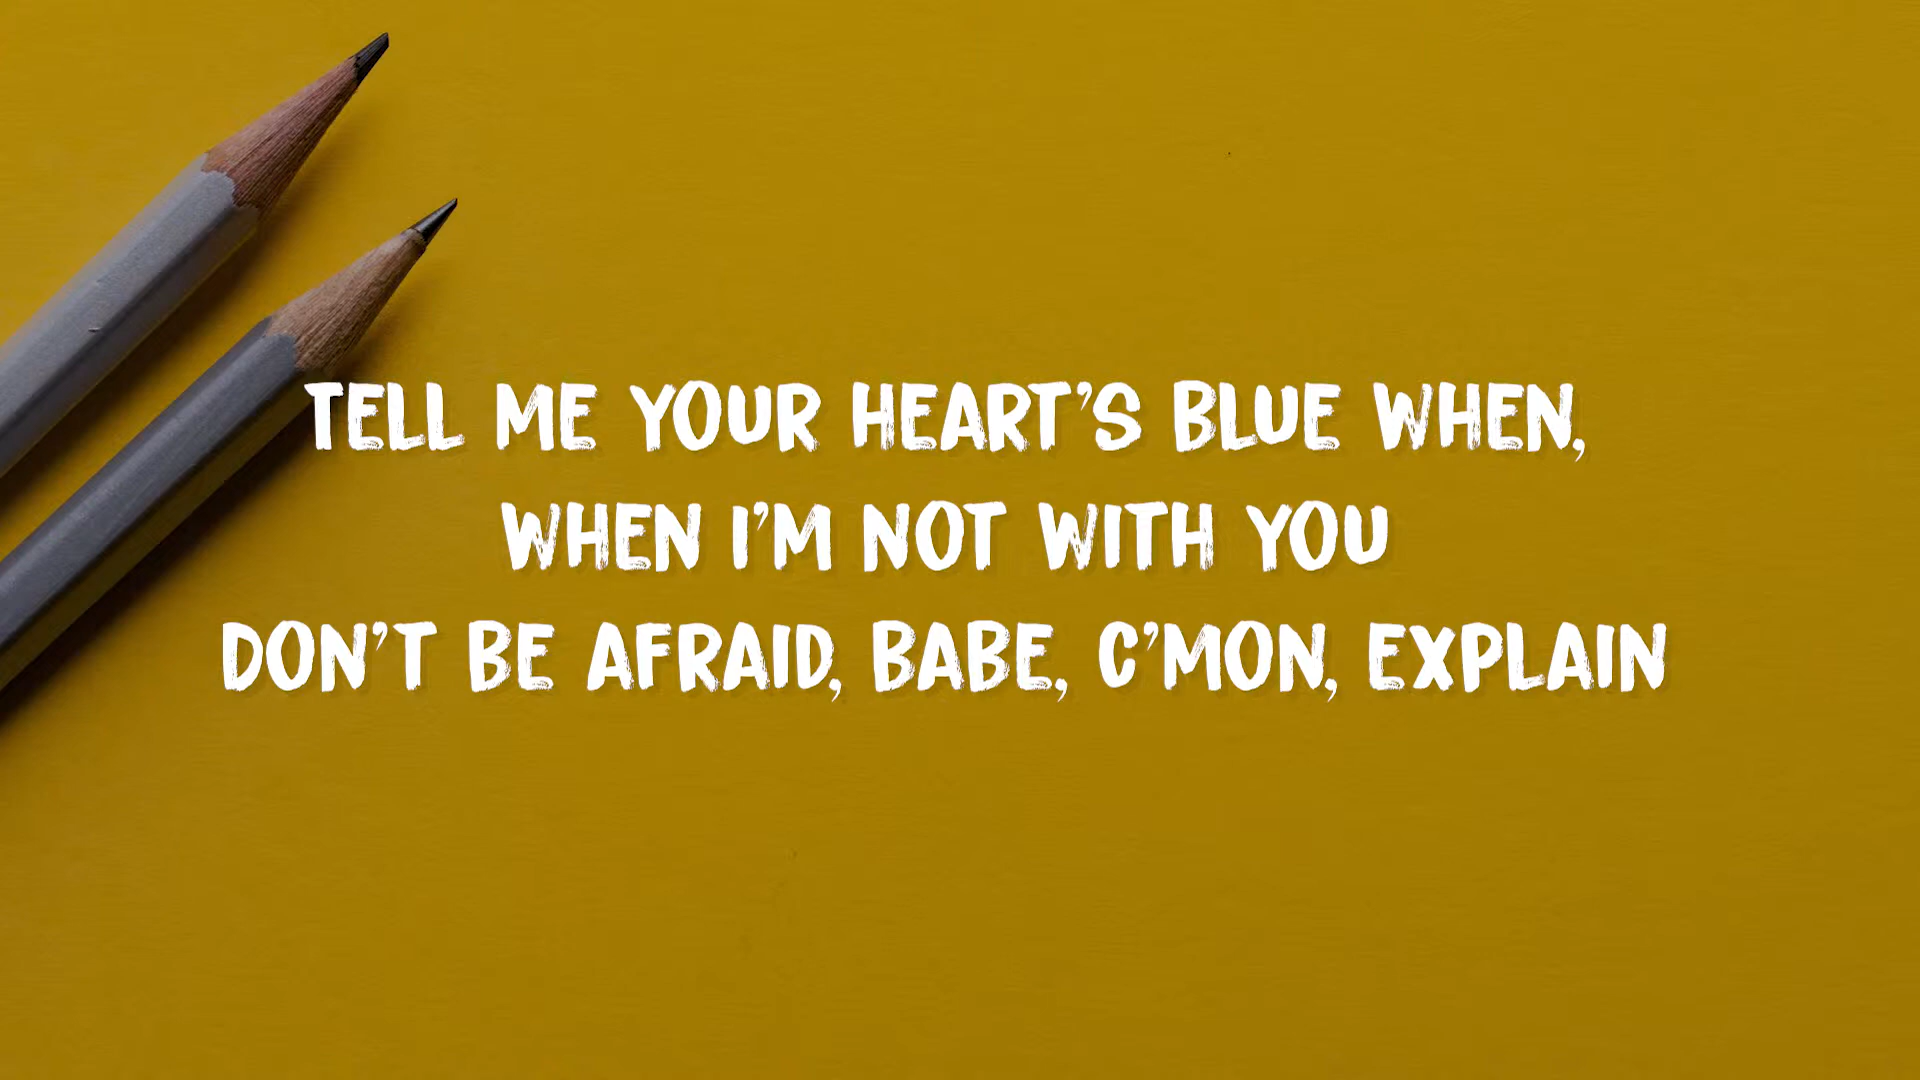 TELL ME YOUR HEART'S BLUE WHEN,
WHEN I'M NOT WITH YOU
DON'T BE AFRAID, BABE, C'MON, EXPLAIN